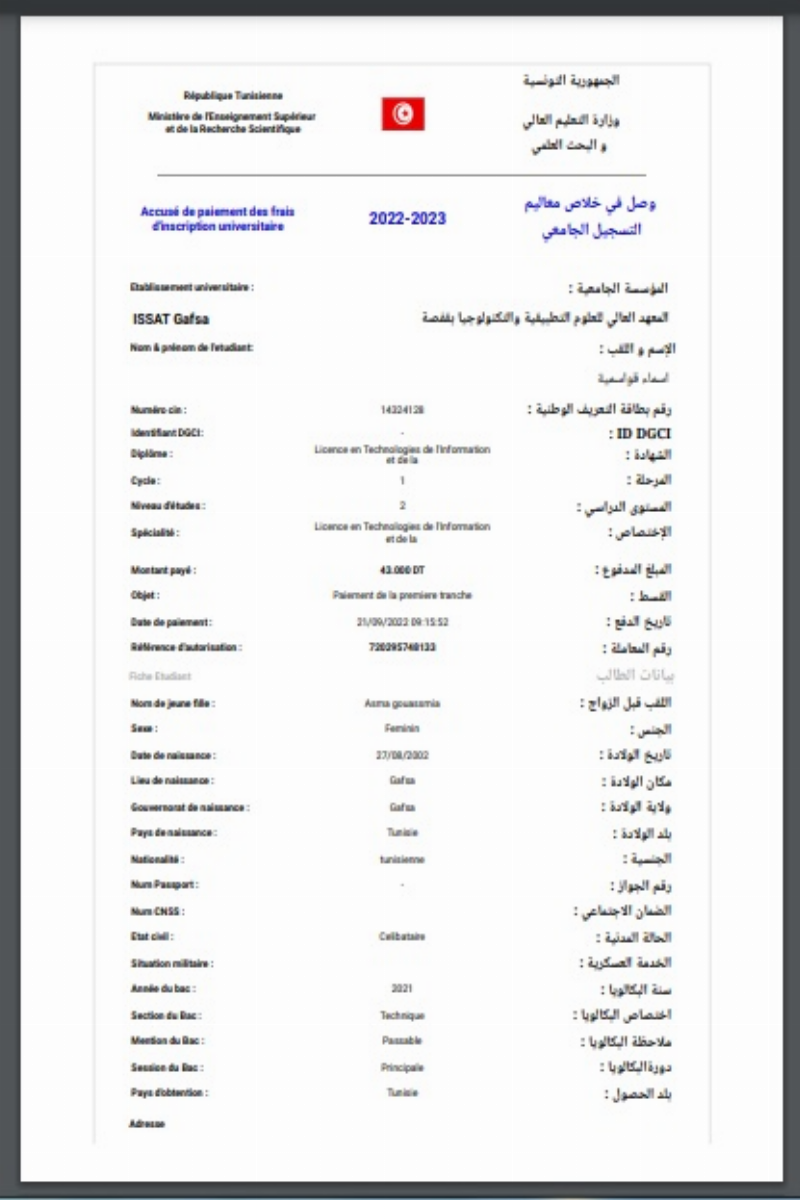 République Tunisienne
Ministère de l'Enseignement Supérieur
et de la Recherche Scientifique
الجمهورية التونسية
وزارة التعليم العالي
و البحث العلمي
Accusé de paiement des frais
d'inscription universitaire
2022-2023
وصل في خلاص معاليم
التسجيل الجامعي
Etablissement universitaire : المؤسسة الجامعية :
ISSAT Gafsa المعهد العالي للعلوم التطبيقية والتكنولوجيا بقفصة
Nom & prénom de l'etudiant: الإسم و اللقب :
اسماء قواسمية
Numéro cin : 14324128 رقم بطاقة التعريف الوطنية :
Identifiant DGCI: - ID DGCI :
Diplôme : Licence en Technologies de l'Information الشهادة :
et de la
Cycle : 1 المرحلة :
Niveau d'études : 2 المستوى الدراسي :
Spécialité : Licence en Technologies de l'Information الإختصاص :
et de la
Montant payé : 43.000 DT المبلغ المدفوع :
Objet : Paiement de la premiere tranche القسط :
Date de paiement : 21/09/2022 09:15:52 تاريخ الدفع :
Référence d'autorisation : 720295748133 رقم المعاملة :
Fiche Etudiant بيانات الطالب
Nom de jeune fille : Asma gouasmia اللقب قبل الزواج :
Sexe : Feminin الجنس :
Date de naissance : 27/08/2002 تاريخ الولادة :
Lieu de naissance : Gafsa مكان الولادة :
Gouvernorat de naissance : Gafsa ولاية الولادة :
Pays de naissance : Tunisie بلد الولادة :
Nationalité : tunisienne الجنسية :
Num Passport : - رقم الجواز :
Num CNSS : الضمان الاجتماعي :
Etat civil : Celibataire الحالة المدنية :
Situation militaire : الخدمة العسكرية :
Année du bac : 2021 سنة البكالويا :
Section du Bac : Technique اختصاص البكالويا :
Mention du Bac : Passable ملاحظة البكالويا :
Session du Bac : Principale دورةالبكالويا :
Pays d'obtention : Tunisie بلد الحصول :
Adresse